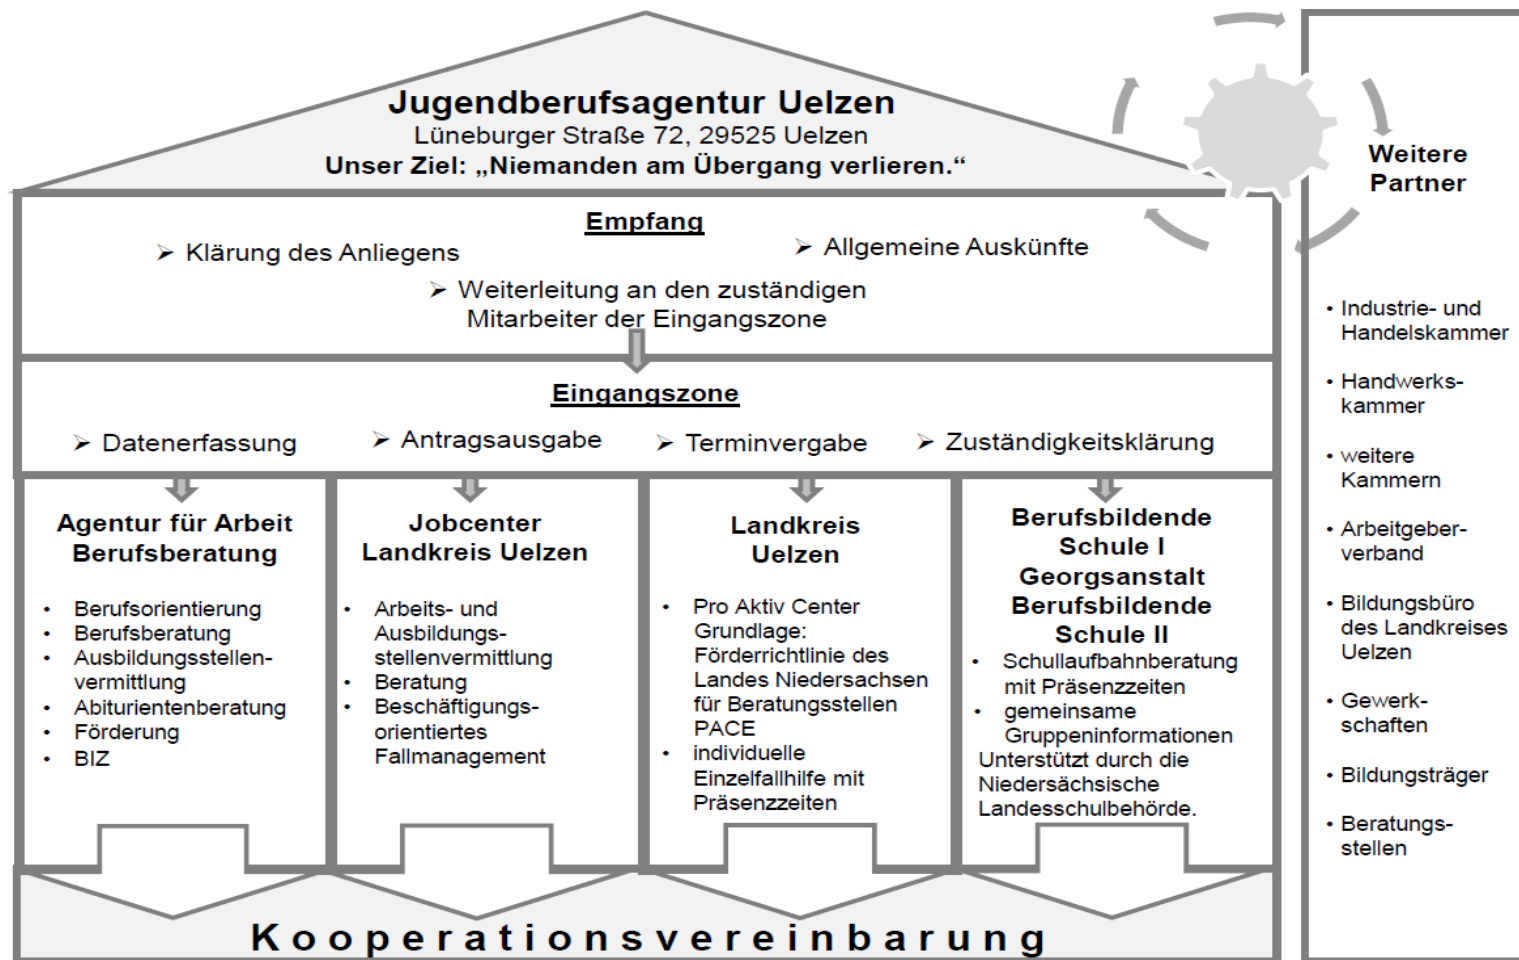 Jugendberufsagentur Uelzen
Lüneburger Straße 72, 29525 Uelzen
Unser Ziel: „Niemanden am Übergang verlieren.“
Empfang
➢ Klärung des Anliegens
➢ Allgemeine Auskünfte
➢ Weiterleitung an den zuständigen
Mitarbeiter der Eingangszone
Eingangszone
➢ Datenerfassung
➢ Antragsausgabe
➢ Terminvergabe
➢ Zuständigkeitsklärung
Agentur für Arbeit
Berufsberatung
• Berufsorientierung
• Berufsberatung
• Ausbildungsstellen-
vermittlung
• Abiturientenberatung
• Förderung
• BIZ
Jobcenter
Landkreis Uelzen
• Arbeits- und
Ausbildungs-
stellenvermittlung
• Beratung
• Beschäftigungs-
orientiertes
Fallmanagement
Landkreis
Uelzen
• Pro Aktiv Center
Grundlage:
Förderrichtlinie des
Landes Niedersachsen
für Beratungsstellen
PACE
• individuelle
Einzelfallhilfe mit
Präsenzzeiten
Berufsbildende
Schule I
Georgsanstalt
Berufsbildende
Schule II
• Schullaufbahnberatung
mit Präsenzzeiten
• gemeinsame
Gruppeninformationen
Unterstützt durch die
Niedersächsische
Landesschulbehörde.
Kooperationsvereinbarung
Weitere
Partner
• Industrie- und
Handelskammer
• Handwerks-
kammer
• weitere
Kammern
• Arbeitgeber-
verband
• Bildungsbüro
des Landkreises
Uelzen
• Gewerk-
schaften
• Bildungsträger
• Beratungs-
stellen